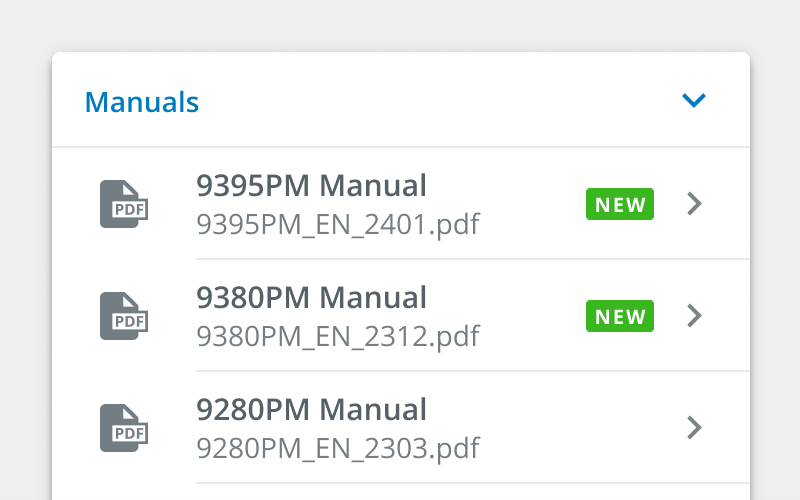 Manuals
9395PM Manual
9395PM_EN_2401.pdf
NEW
PDF
9380PM Manual
9380PM_EN_2312.pdf
NEW
PDF
9280PM Manual
9280PM_EN_2303.pdf
PDF